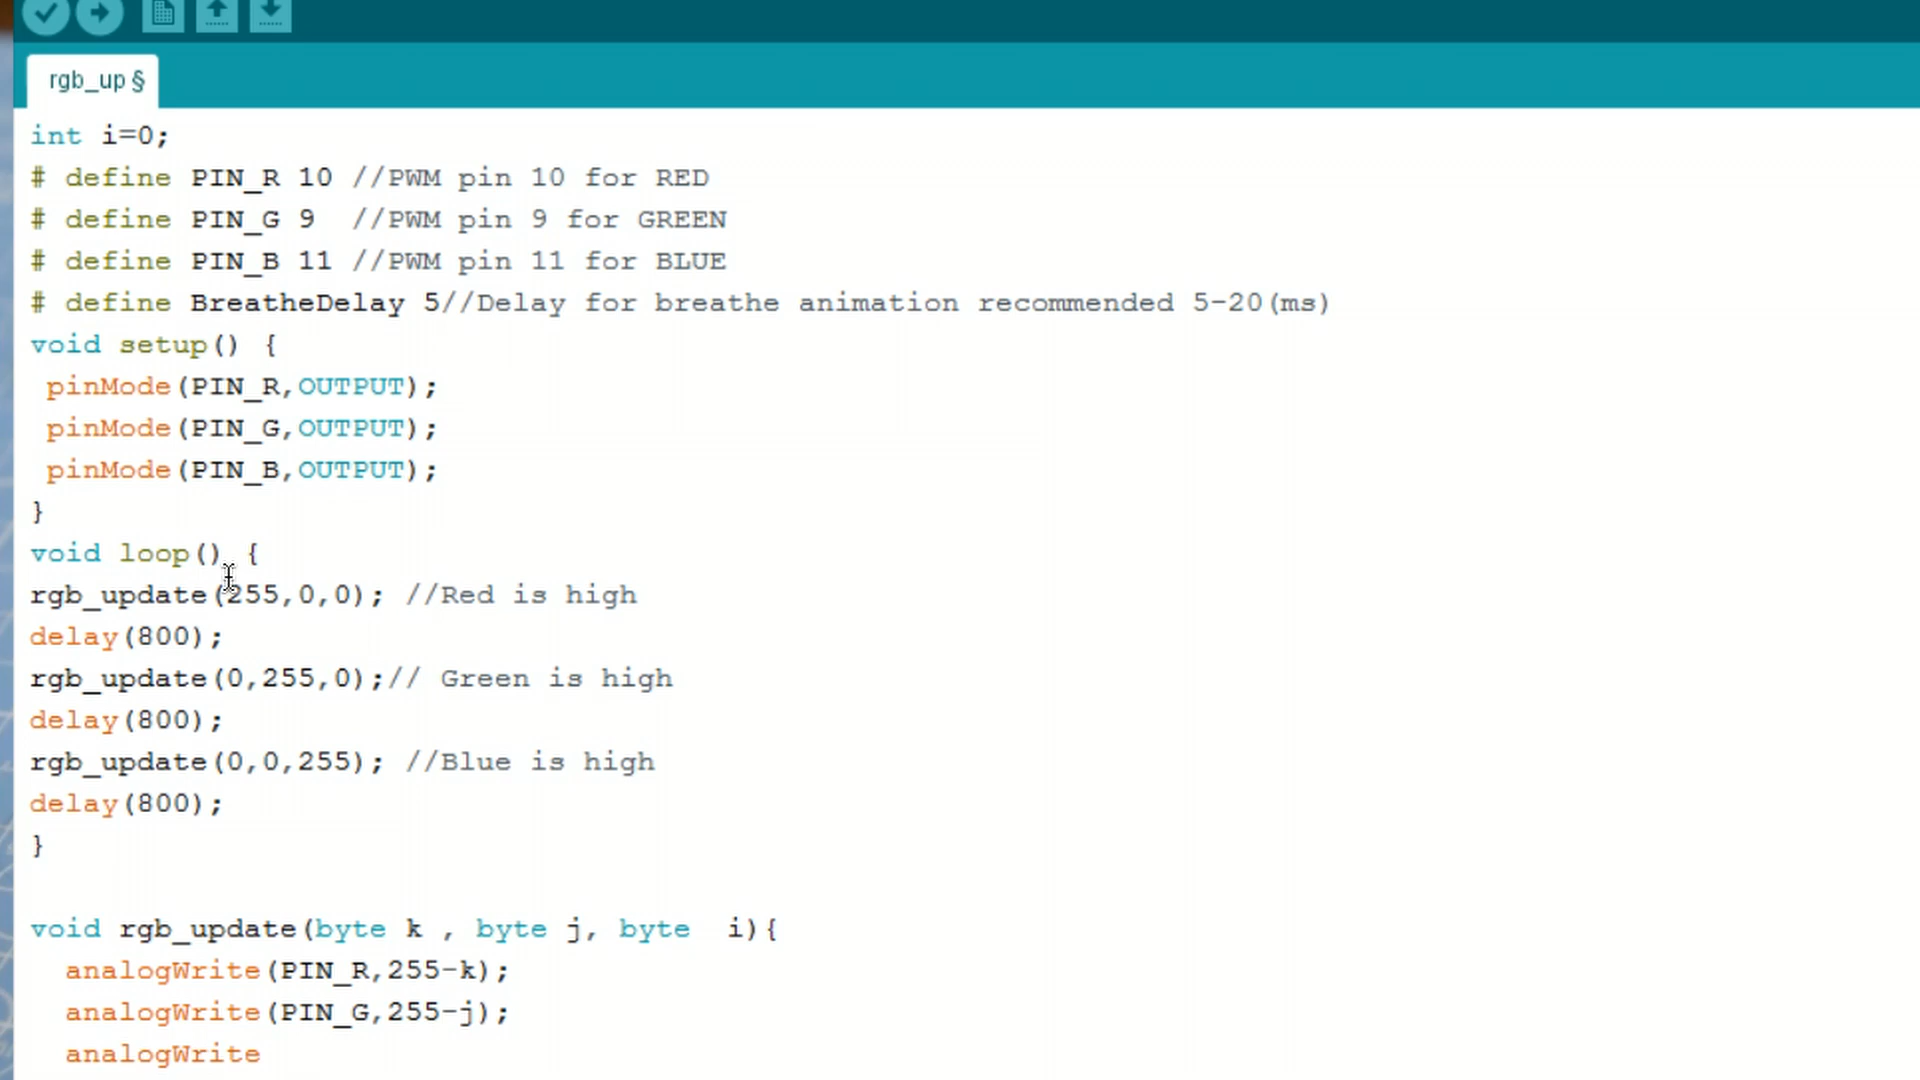 rgb_up §
int i=0;
# define PIN_R 10 //PWM pin 10 for RED
# define PIN_G 9  //PWM pin 9 for GREEN
# define PIN_B 11 //PWM pin 11 for BLUE
# define BreatheDelay 5//Delay for breathe animation recommended 5-20(ms)
void setup() {
 pinMode(PIN_R,OUTPUT);
 pinMode(PIN_G,OUTPUT);
 pinMode(PIN_B,OUTPUT);
}
void loop() {
rgb_update(255,0,0); //Red is high
delay(800);
rgb_update(0,255,0);// Green is high
delay(800);
rgb_update(0,0,255); //Blue is high
delay(800);
}
void rgb_update(byte k , byte j, byte  i){
  analogWrite(PIN_R,255-k);
  analogWrite(PIN_G,255-j);
  analogWrite